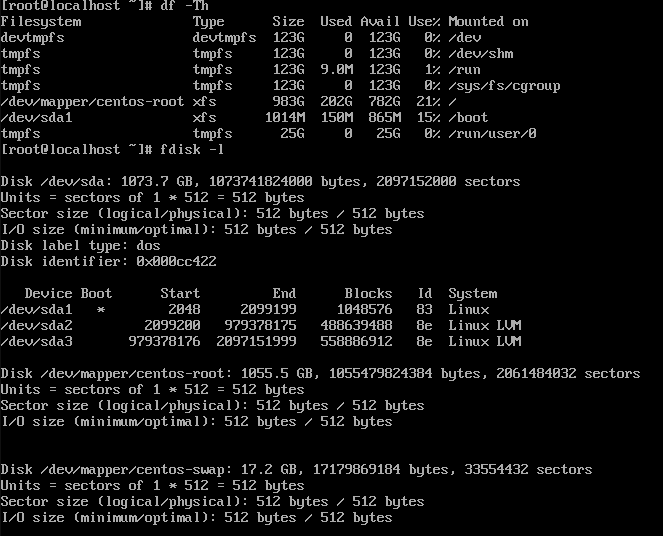 [root@localhost ~]# df -Th
Filesystem              Type      Size  Used Avail Use% Mounted on
devtmpfs                devtmpfs  123G     0  123G   0% /dev
tmpfs                   tmpfs     123G     0  123G   0% /dev/shm
tmpfs                   tmpfs     123G  9.0M  123G   1% /run
tmpfs                   tmpfs     123G     0  123G   0% /sys/fs/cgroup
/dev/mapper/centos-root xfs       983G  202G  782G  21% /
/dev/sda1               xfs      1014M  150M  865M  15% /boot
tmpfs                   tmpfs      25G     0   25G   0% /run/user/0
[root@localhost ~]# fdisk -l
Disk /dev/sda: 1073.7 GB, 1073741824000 bytes, 2097152000 sectors
Units = sectors of 1 * 512 = 512 bytes
Sector size (logical/physical): 512 bytes / 512 bytes
I/O size (minimum/optimal): 512 bytes / 512 bytes
Disk label type: dos
Disk identifier: 0x000cc422
   Device Boot      Start         End      Blocks   Id  System
/dev/sda1   *        2048     2099199     1048576   83  Linux
/dev/sda2         2099200   979378175   488639488   8e  Linux LVM
/dev/sda3       979378176  2097151999   558886912   8e  Linux LVM
Disk /dev/mapper/centos-root: 1055.5 GB, 1055479824384 bytes, 2061484032 sectors
Units = sectors of 1 * 512 = 512 bytes
Sector size (logical/physical): 512 bytes / 512 bytes
I/O size (minimum/optimal): 512 bytes / 512 bytes
Disk /dev/mapper/centos-swap: 17.2 GB, 17179869184 bytes, 33554432 sectors
Units = sectors of 1 * 512 = 512 bytes
Sector size (logical/physical): 512 bytes / 512 bytes
I/O size (minimum/optimal): 512 bytes / 512 bytes